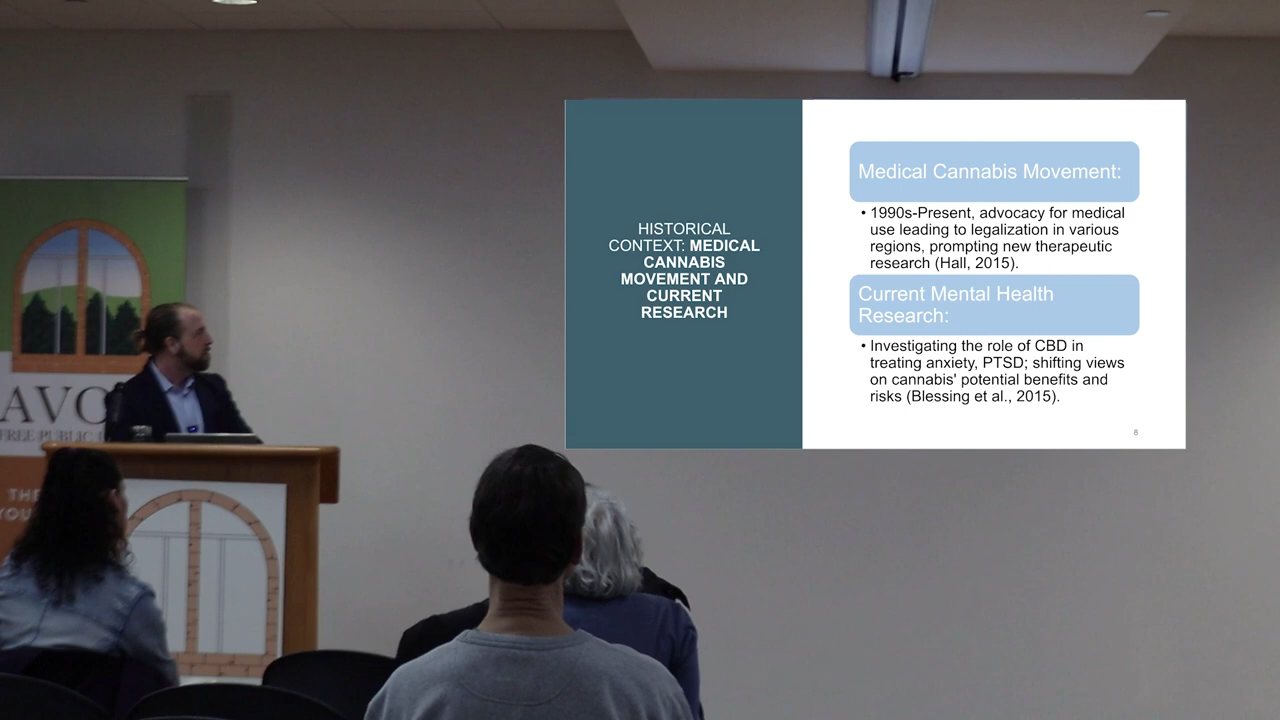 HISTORICAL
CONTEXT: MEDICAL
CANNABIS
MOVEMENT AND
CURRENT
RESEARCH
Medical Cannabis Movement:
• 1990s-Present, advocacy for medical
use leading to legalization in various
regions, prompting new therapeutic
research (Hall, 2015).
Current Mental Health
Research:
• Investigating the role of CBD in
treating anxiety, PTSD; shifting views
on cannabis' potential benefits and
risks (Blessing et al., 2015).
8
AVO
FREE PUBLIC
THE
YOU